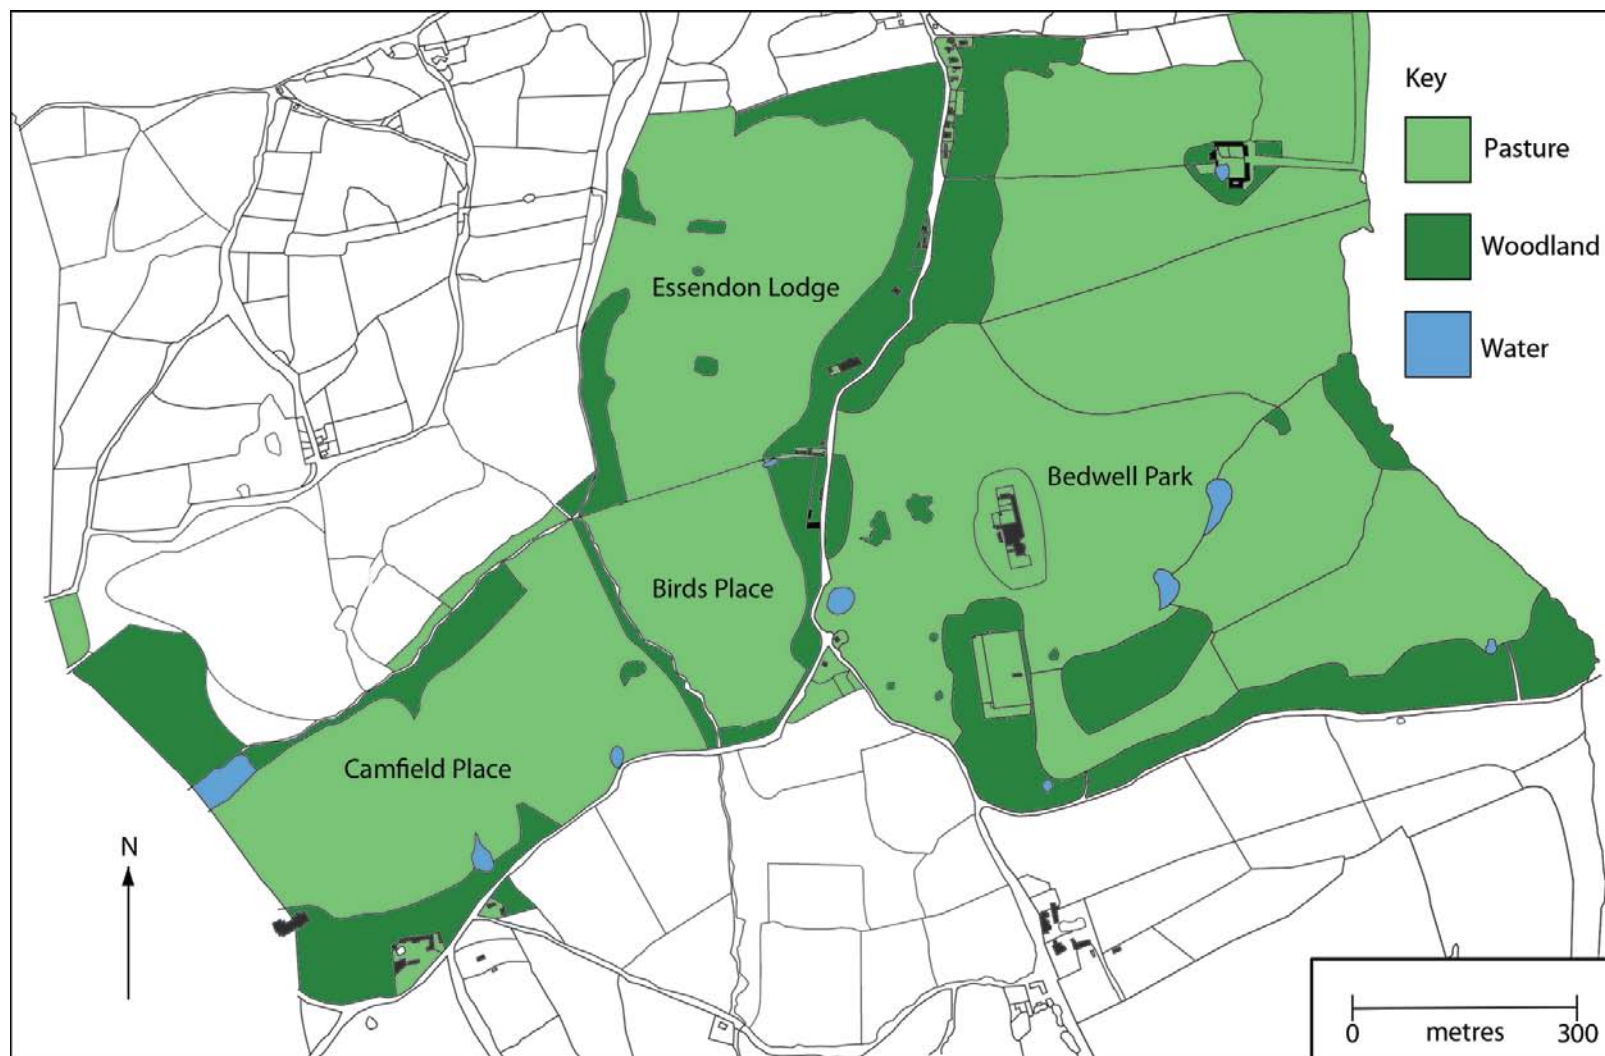 Key
Pasture
Woodland
Water
Essendon Lodge
Bedwell Park
Birds Place
Camfield Place
N
0 metres 300